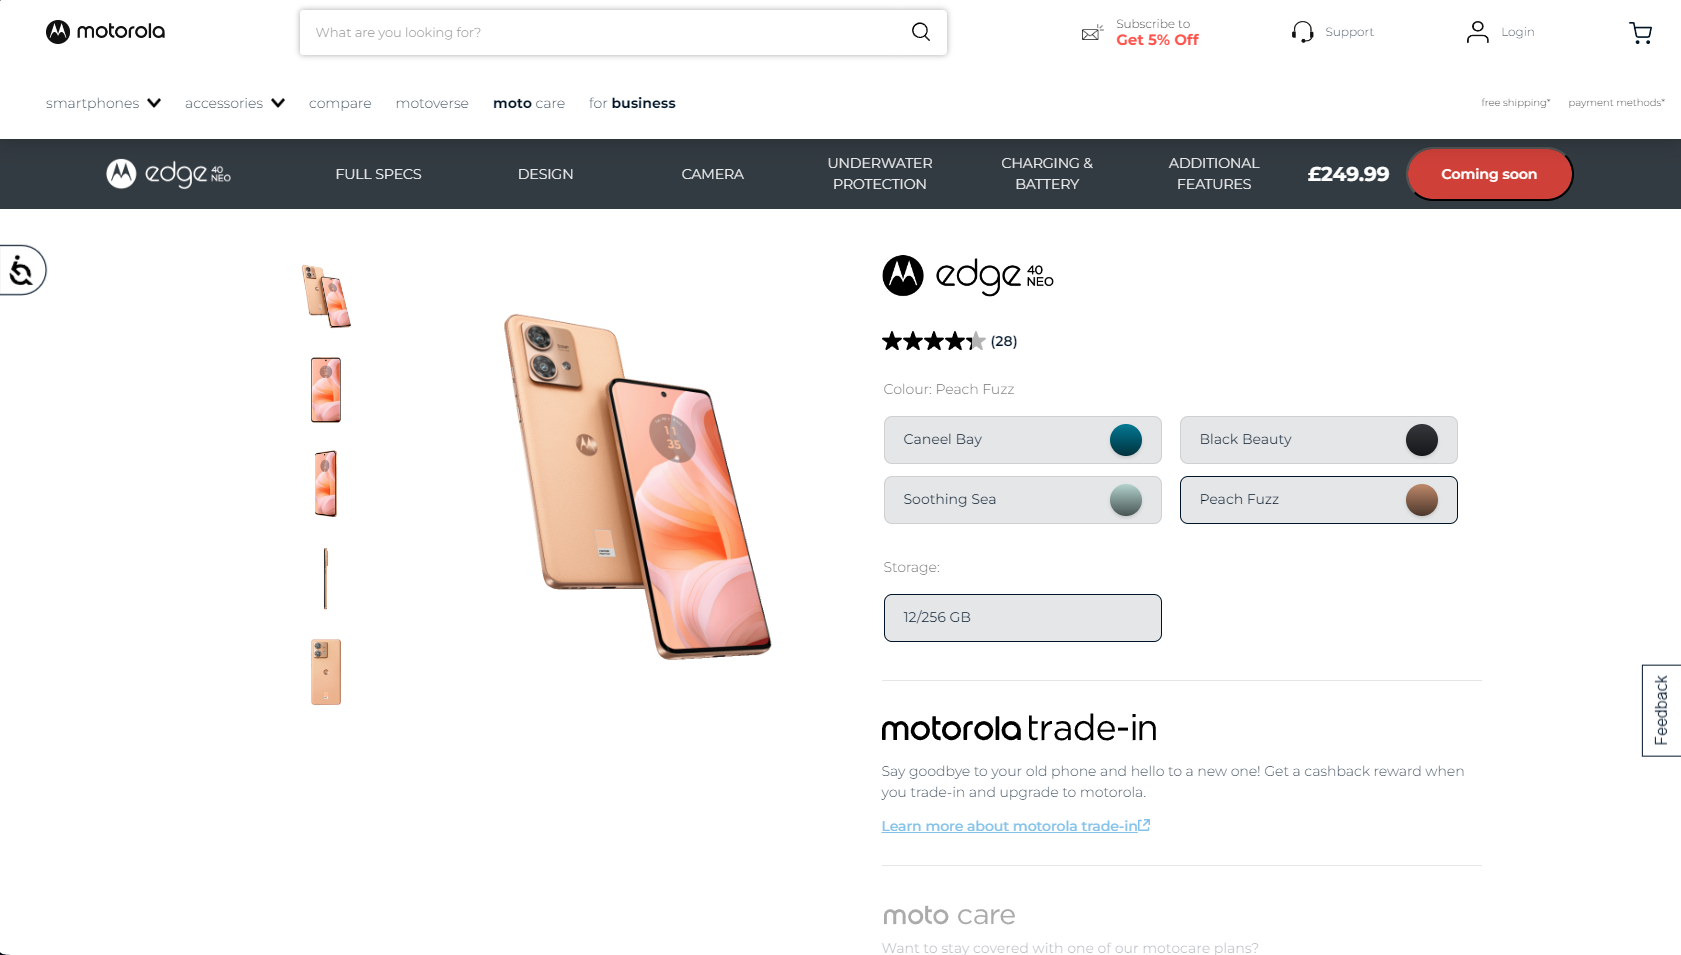 motorola
What are you looking for?
Subscribe to
Get 5% Off
Support
Login
smartphones
accessories
compare
motoverse
moto care
for business
free shipping*
payment methods*
edge 40 NEO
FULL SPECS
DESIGN
CAMERA
UNDERWATER
PROTECTION
CHARGING &
BATTERY
ADDITIONAL
FEATURES
£249.99
Coming soon
edge 40 NEO
(28)
Colour: Peach Fuzz
Caneel Bay
Black Beauty
Soothing Sea
Peach Fuzz
Storage:
12/256 GB
11
35
motorola trade-in
Say goodbye to your old phone and hello to a new one! Get a cashback reward when
you trade-in and upgrade to motorola.
Learn more about motorola trade-in
Feedback
moto care
Want to stay covered with one of our motocare plans?